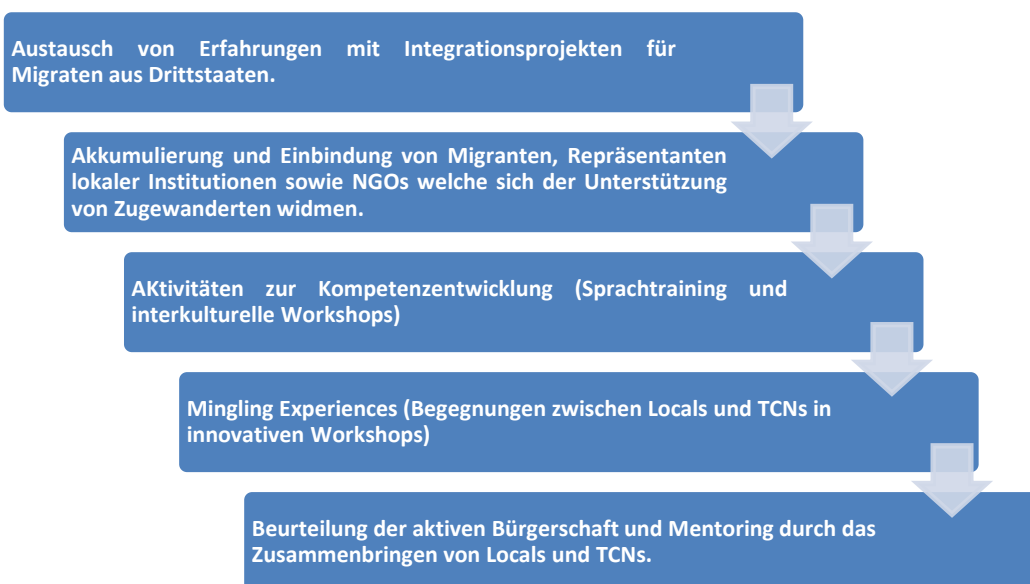 Austausch von Erfahrungen mit Integrationsprojekten für
Migraten aus Drittstaaten.
Akkumulierung und Einbindung von Migranten, Repräsentanten
lokaler Institutionen sowie NGOs welche sich der Unterstützung
von Zugewanderten widmen.
AKtivitäten zur Kompetenzentwicklung (Sprachtraining und
interkulturelle Workshops)
Mingling Experiences (Begegnungen zwischen Locals und TCNs in
innovativen Workshops)
Beurteilung der aktiven Bürgerschaft und Mentoring durch das
Zusammenbringen von Locals und TCNs.